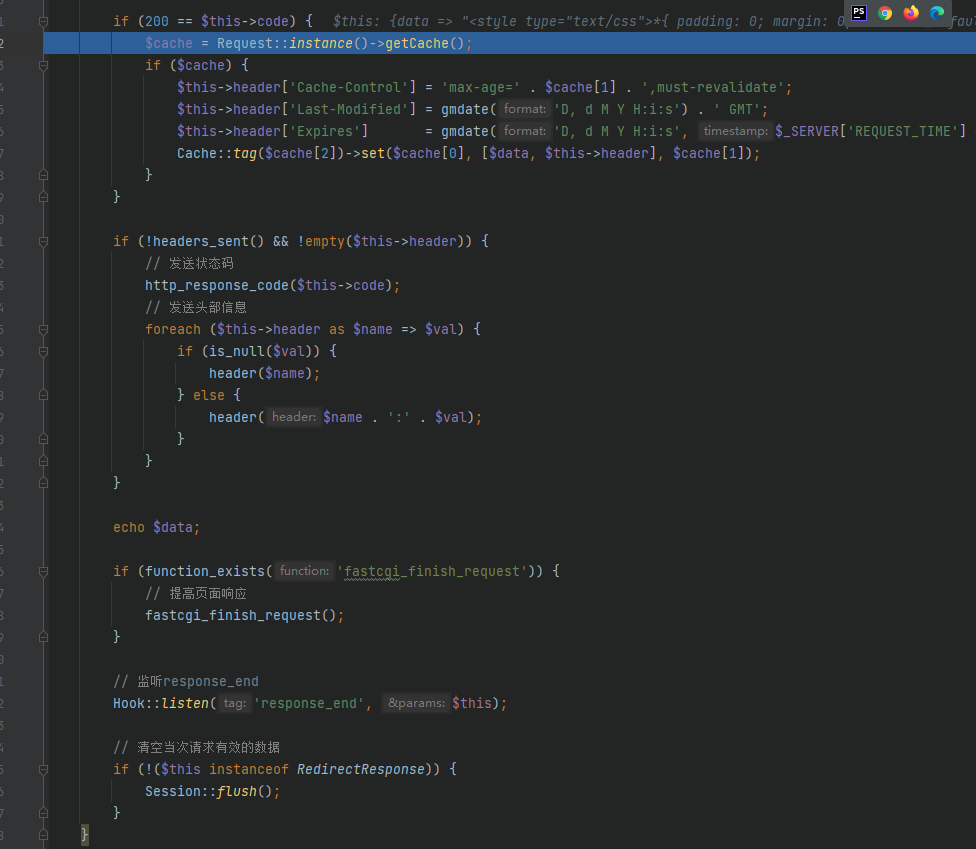 if (200 == $this->code) {   $this: {data => "<style type="text/css">*{ padding: 0; margin: 0;
$cache = Request::instance()->getCache();
if ($cache) {
$this->header['Cache-Control'] = 'max-age=' . $cache[1] . ',must-revalidate';
$this->header['Last-Modified'] = gmdate( format: 'D, d M Y H:i:s') . ' GMT';
$this->header['Expires']       = gmdate( format: 'D, d M Y H:i:s',  timestamp: $_SERVER['REQUEST_TIME']
Cache::tag($cache[2])->set($cache[0], [$data, $this->header], $cache[1]);
}
}
if (!headers_sent() && !empty($this->header)) {
// 发送状态码
http_response_code($this->code);
// 发送头部信息
foreach ($this->header as $name => $val) {
if (is_null($val)) {
header($name);
} else {
header( header: $name . ':' . $val);
}
}
}
echo $data;
if (function_exists( function: 'fastcgi_finish_request')) {
// 提高页面响应
fastcgi_finish_request();
}
// 监听response_end
Hook::listen( tag: 'response_end',  &params: $this);
// 清空当次请求有效的数据
if (!($this instanceof RedirectResponse)) {
Session::flush();
}
}